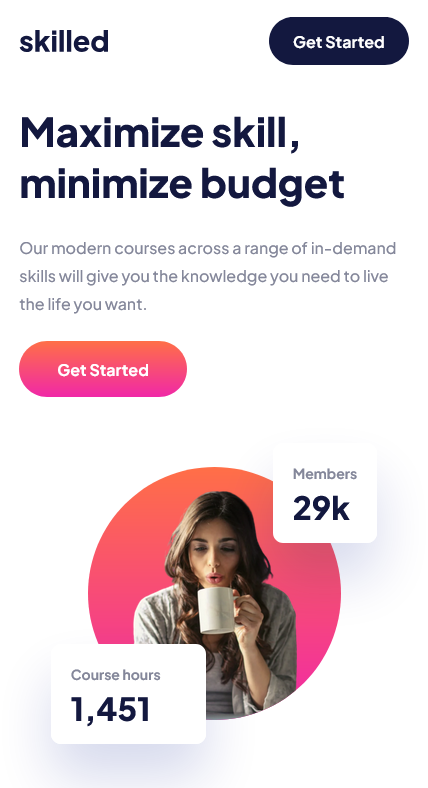 skilled
Get Started
Maximize skill,
minimize budget
Our modern courses across a range of in-demand
skills will give you the knowledge you need to live
the life you want.
Get Started
Members
29k
Course hours
1,451